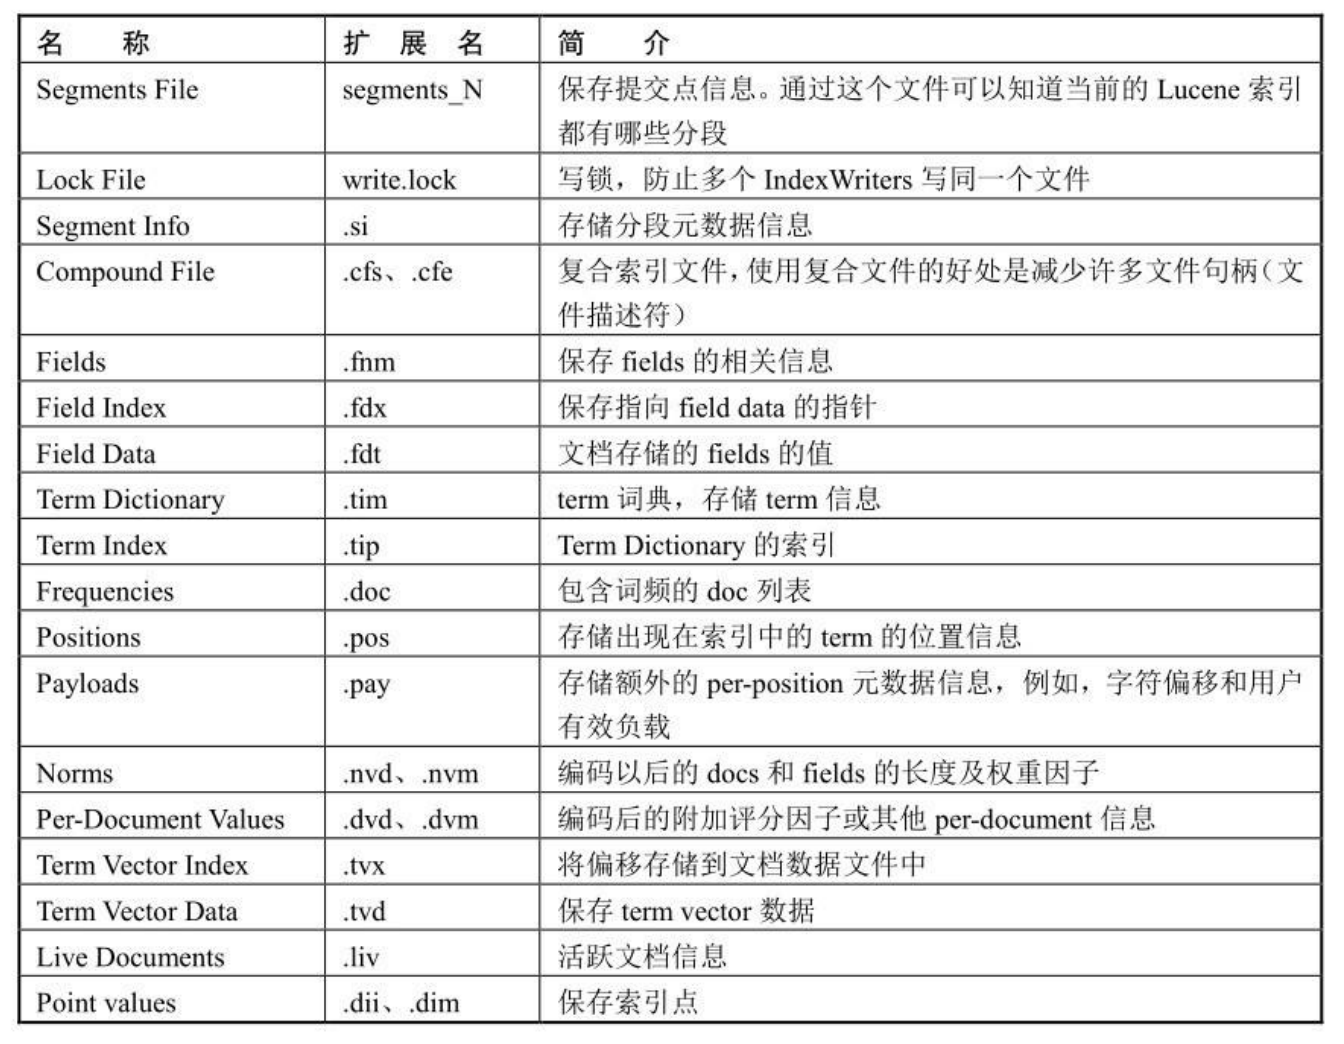 名 称 扩 展 名 简 介
Segments File segments_N 保存提交点信息。通过这个文件可以知道当前的 Lucene 索引
都有哪些分段
Lock File write.lock 写锁，防止多个 IndexWriters 写同一个文件
Segment Info .si 存储分段元数据信息
Compound File .cfs、.cfe 复合索引文件，使用复合文件的好处是减少许多文件句柄（文
件描述符）
Fields .fnm 保存 fields 的相关信息
Field Index .fdx 保存指向 field data 的指针
Field Data .fdt 文档存储的 fields 的值
Term Dictionary .tim term 词典，存储 term 信息
Term Index .tip Term Dictionary 的索引
Frequencies .doc 包含词频的 doc 列表
Positions .pos 存储出现在索引中的 term 的位置信息
Payloads .pay 存储额外的 per-position 元数据信息，例如，字符偏移和用户
有效负载
Norms .nvd、.nvm 编码以后的 docs 和 fields 的长度及权重因子
Per-Document Values .dvd、.dvm 编码后的附加评分因子或其他 per-document 信息
Term Vector Index .tvx 将偏移存储到文档数据文件中
Term Vector Data .tvd 保存 term vector 数据
Live Documents .liv 活跃文档信息
Point values .dii、.dim 保存索引点